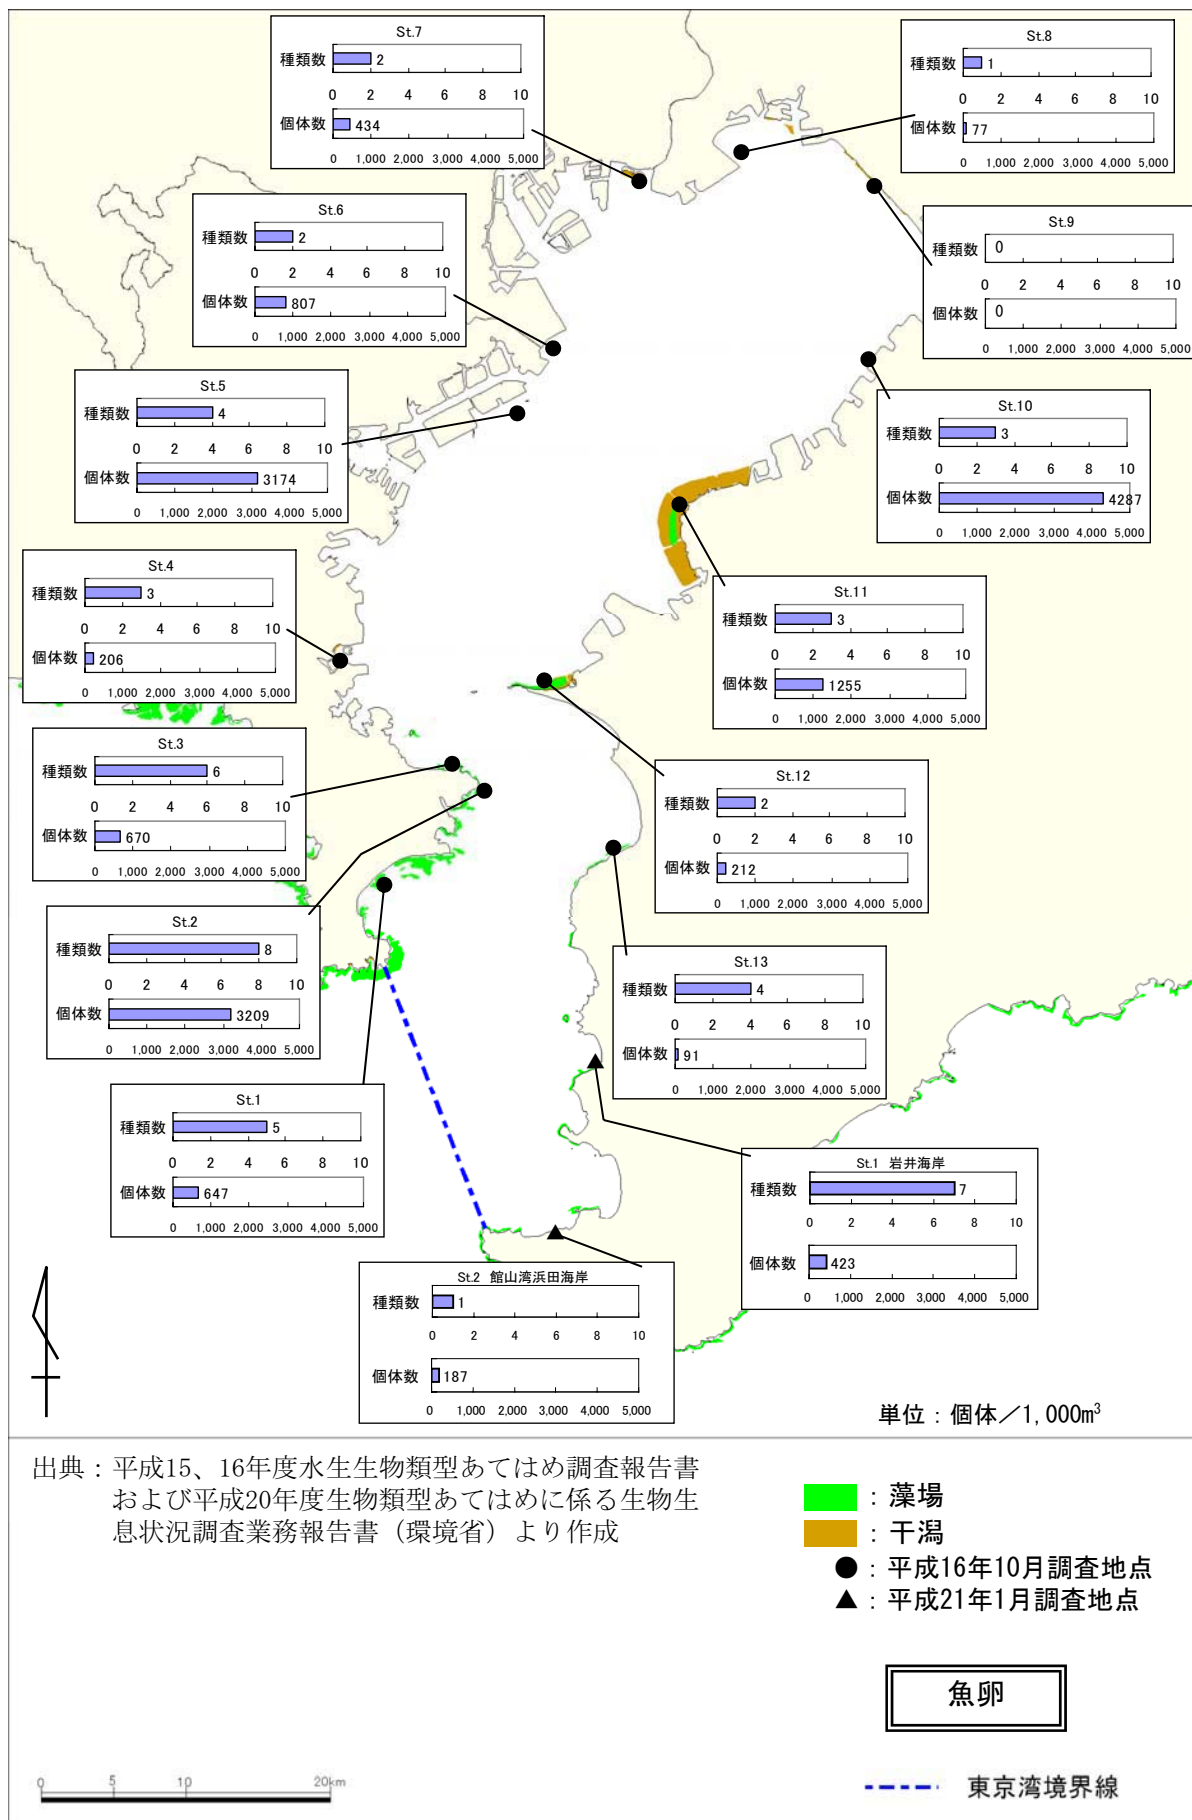 St.7
種類数
2
0 2 4 6 8 10
個体数
434
0 1,000 2,000 3,000 4,000 5,000
St.8
種類数
1
0 2 4 6 8 10
個体数
77
0 1,000 2,000 3,000 4,000 5,000
St.6
種類数
2
0 2 4 6 8 10
個体数
807
0 1,000 2,000 3,000 4,000 5,000
St.9
種類数
0
0 2 4 6 8 10
個体数
0
0 1,000 2,000 3,000 4,000 5,000
St.5
種類数
4
0 2 4 6 8 10
個体数
3174
0 1,000 2,000 3,000 4,000 5,000
St.10
種類数
3
0 2 4 6 8 10
個体数
4287
0 1,000 2,000 3,000 4,000 5,000
St.4
種類数
3
0 2 4 6 8 10
個体数
206
0 1,000 2,000 3,000 4,000 5,000
St.11
種類数
3
0 2 4 6 8 10
個体数
1255
0 1,000 2,000 3,000 4,000 5,000
St.3
種類数
6
0 2 4 6 8 10
個体数
670
0 1,000 2,000 3,000 4,000 5,000
St.12
種類数
2
0 2 4 6 8 10
個体数
212
0 1,000 2,000 3,000 4,000 5,000
St.2
種類数
8
0 2 4 6 8 10
個体数
3209
0 1,000 2,000 3,000 4,000 5,000
St.13
種類数
4
0 2 4 6 8 10
個体数
91
0 1,000 2,000 3,000 4,000 5,000
St.1
種類数
5
0 2 4 6 8 10
個体数
647
0 1,000 2,000 3,000 4,000 5,000
St.1 岩井海岸
種類数
7
0 2 4 6 8 10
個体数
423
0 1,000 2,000 3,000 4,000 5,000
St.2 館山湾浜田海岸
種類数
1
0 2 4 6 8 10
個体数
187
0 1,000 2,000 3,000 4,000 5,000
単位：個体／1,000m³
出典：平成15、16年度水生生物類型あてはめ調査報告書
および平成20年度生物類型あてはめに係る生物生
息状況調査業務報告書（環境省）より作成
：藻場
：干潟
●：平成16年10月調査地点
▲：平成21年1月調査地点
魚卵
0 5 10 20km
東京湾境界線